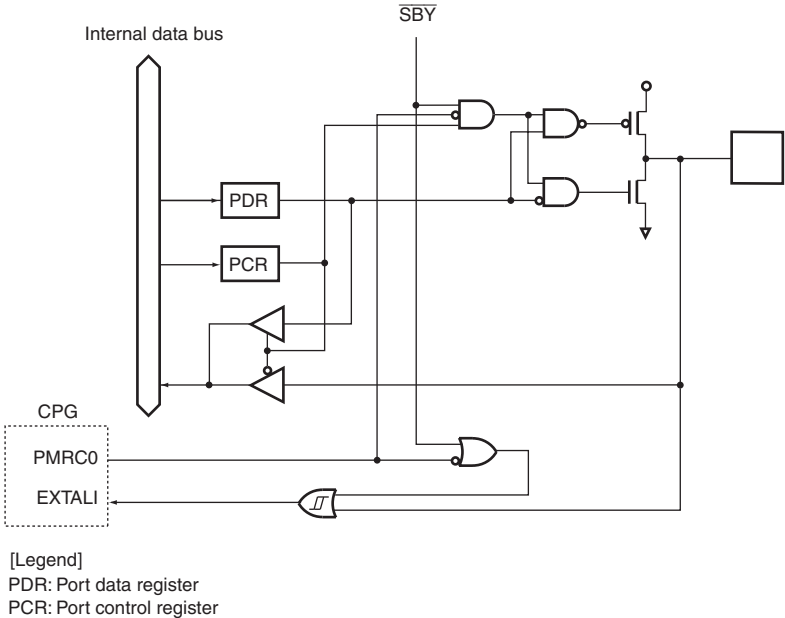 SBY
Internal data bus
PDR
PCR
CPG
PMRC0
EXTALI
[Legend]
PDR: Port data register
PCR: Port control register